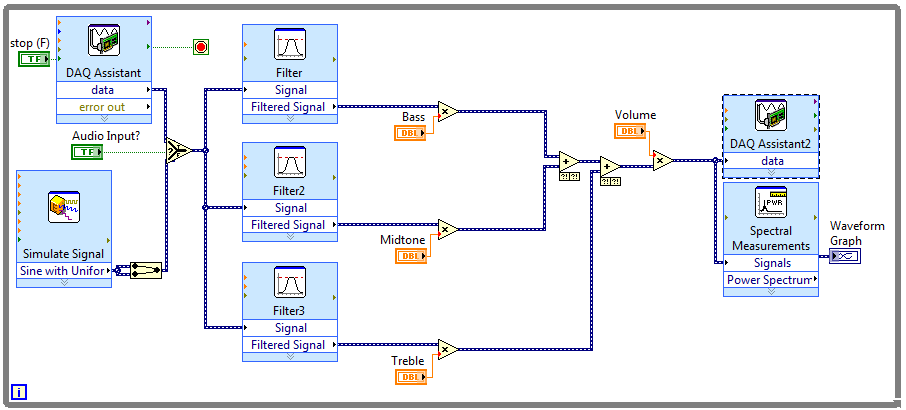 stop (F)
TF
DAQ Assistant
data
error out
Audio Input?
TF
T
F
?
Simulate Signal
Sine with Unifor
Filter
Signal
Filtered Signal
Filter2
Signal
Filtered Signal
Filter3
Signal
Filtered Signal
Bass
DBL
Midtone
DBL
Treble
DBL
×
×
×
+
?! ?!
+
?! ?!
Volume
DBL
×
DAQ Assistant2
data
PWR
Spectral
Measurements
Signals
Power Spectrum
Waveform
Graph
i